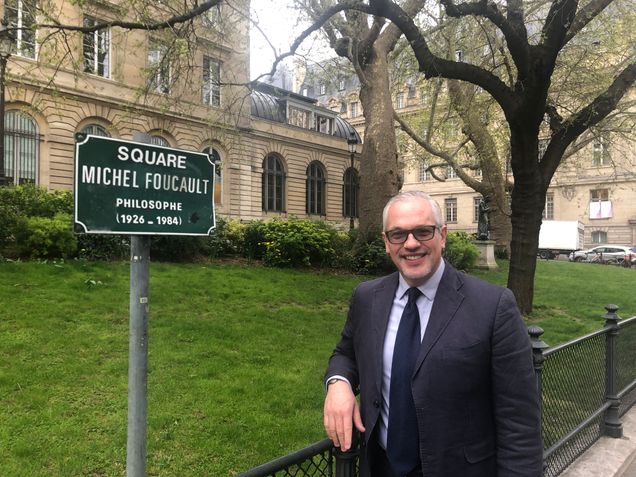 SQUARE
MICHEL FOUCAULT
PHILOSOPHE
(1926 - 1984)